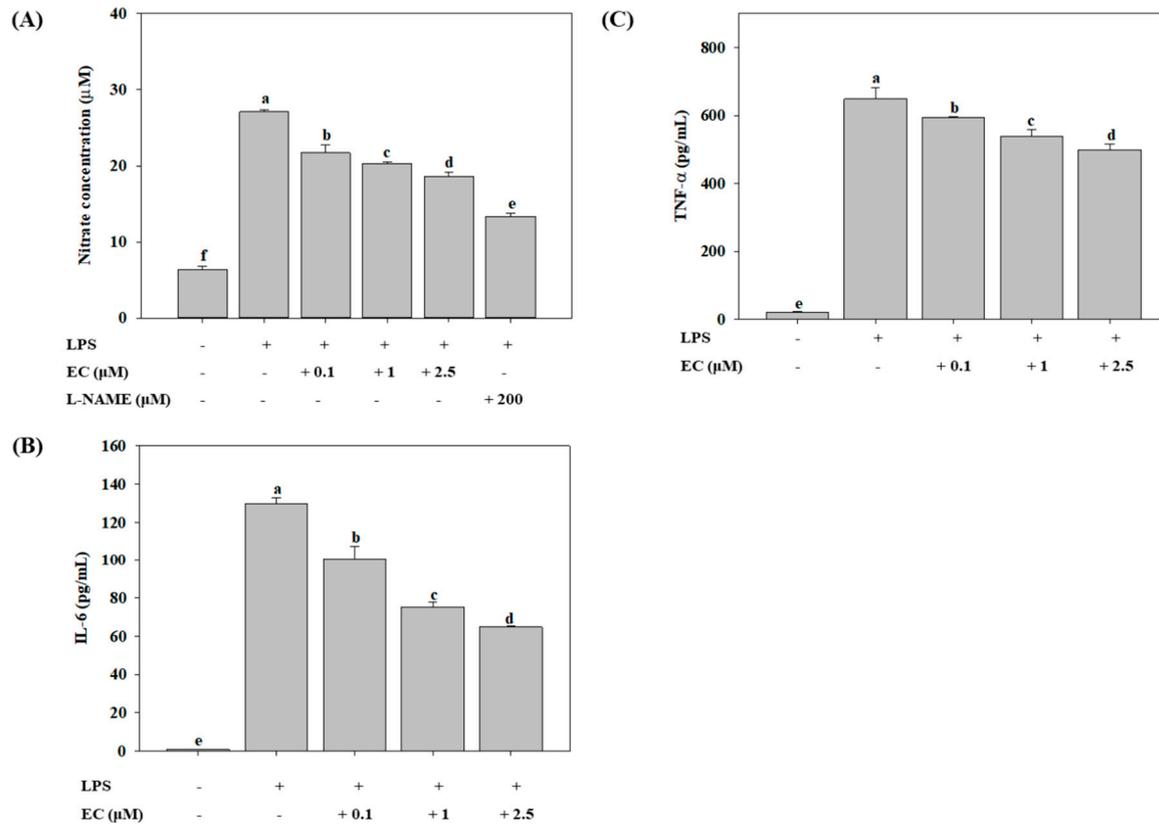 (A)
Nitrate concentration (μM)
40
30
20
10
0
f
a
b
c
d
e
LPS - + + + + +
EC (μM) - - + 0.1 + 1 + 2.5 -
L-NAME (μM) - - - - - + 200
(C)
TNF-α (pg/mL)
800
600
400
200
0
e
a
b
c
d
LPS - + + + +
EC (μM) - - + 0.1 + 1 + 2.5
(B)
IL-6 (pg/mL)
160
140
120
100
80
60
40
20
0
e
a
b
c
d
LPS - + + + +
EC (μM) - - + 0.1 + 1 + 2.5